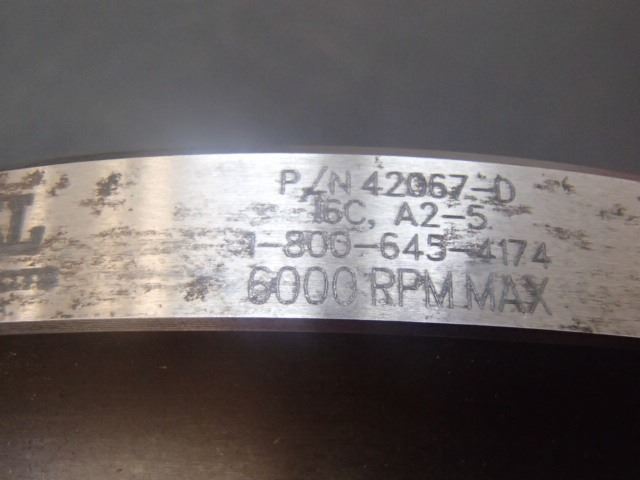 P/N 42067-D
16C, A2-5
1-800-645-4174
6000 RPM MAX